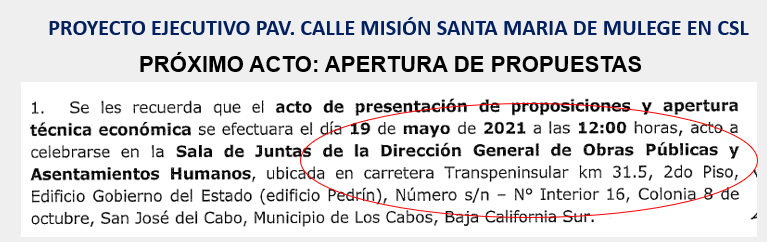 PROYECTO EJECUTIVO PAV. CALLE MISIÓN SANTA MARIA DE MULEGE EN CSL
PRÓXIMO ACTO: APERTURA DE PROPUESTAS
1. Se les recuerda que el acto de presentación de proposiciones y apertura
técnica económica se efectuara el día 19 de mayo de 2021 a las 12:00 horas, acto a
celebrarse en la Sala de Juntas de la Dirección General de Obras Públicas y
Asentamientos Humanos, ubicada en carretera Transpeninsular km 31.5, 2do Piso,
Edificio Gobierno del Estado (edificio Pedrín), Número s/n – N° Interior 16, Colonia 8 de
octubre, San José del Cabo, Municipio de Los Cabos, Baja California Sur.